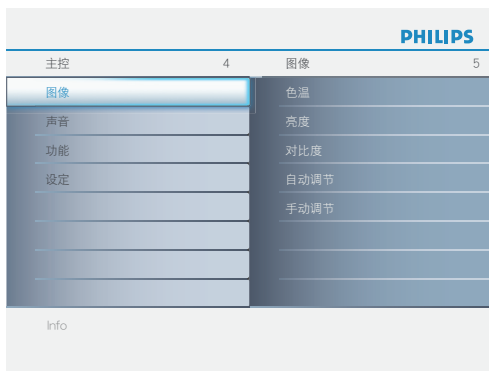 PHILIPS
主控 4 图像 5
图像 色温
声音 亮度
功能 对比度
设定 自动调节
手动调节
Info